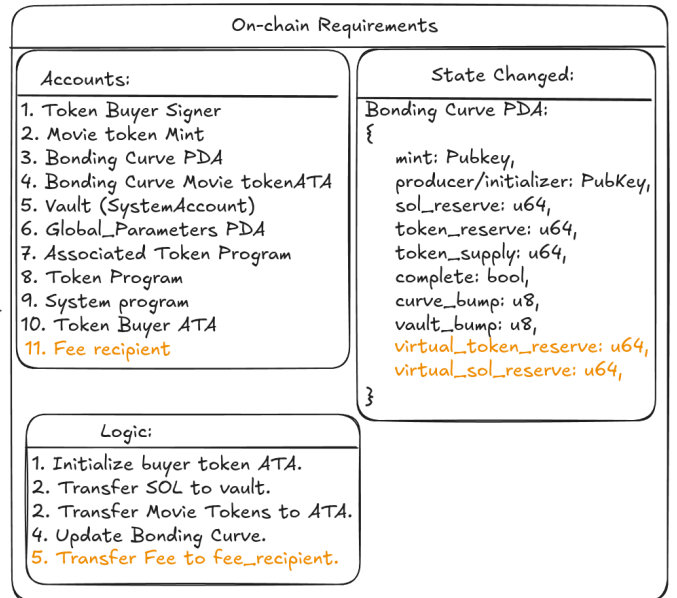 On-chain Requirements
Accounts:
1. Token Buyer Signer
2. Movie token Mint
3. Bonding Curve PDA
4. Bonding Curve Movie tokenATA
5. Vault (SystemAccount)
6. Global_Parameters PDA
7. Associated Token Program
8. Token Program
9. System program
10. Token Buyer ATA
11. Fee recipient
State Changed:
Bonding Curve PDA:
{
mint: Pubkey,
producer/initializer: PubKey,
sol_reserve: u64,
token_reserve: u64,
token_supply: u64,
complete: bool,
curve_bump: u8,
vault_bump: u8,
virtual_token_reserve: u64,
virtual_sol_reserve: u64,
}
Logic:
1. Initialize buyer token ATA.
2. Transfer SOL to vault.
2. Transfer Movie Tokens to ATA.
4. Update Bonding Curve.
5. Transfer Fee to fee_recipient.